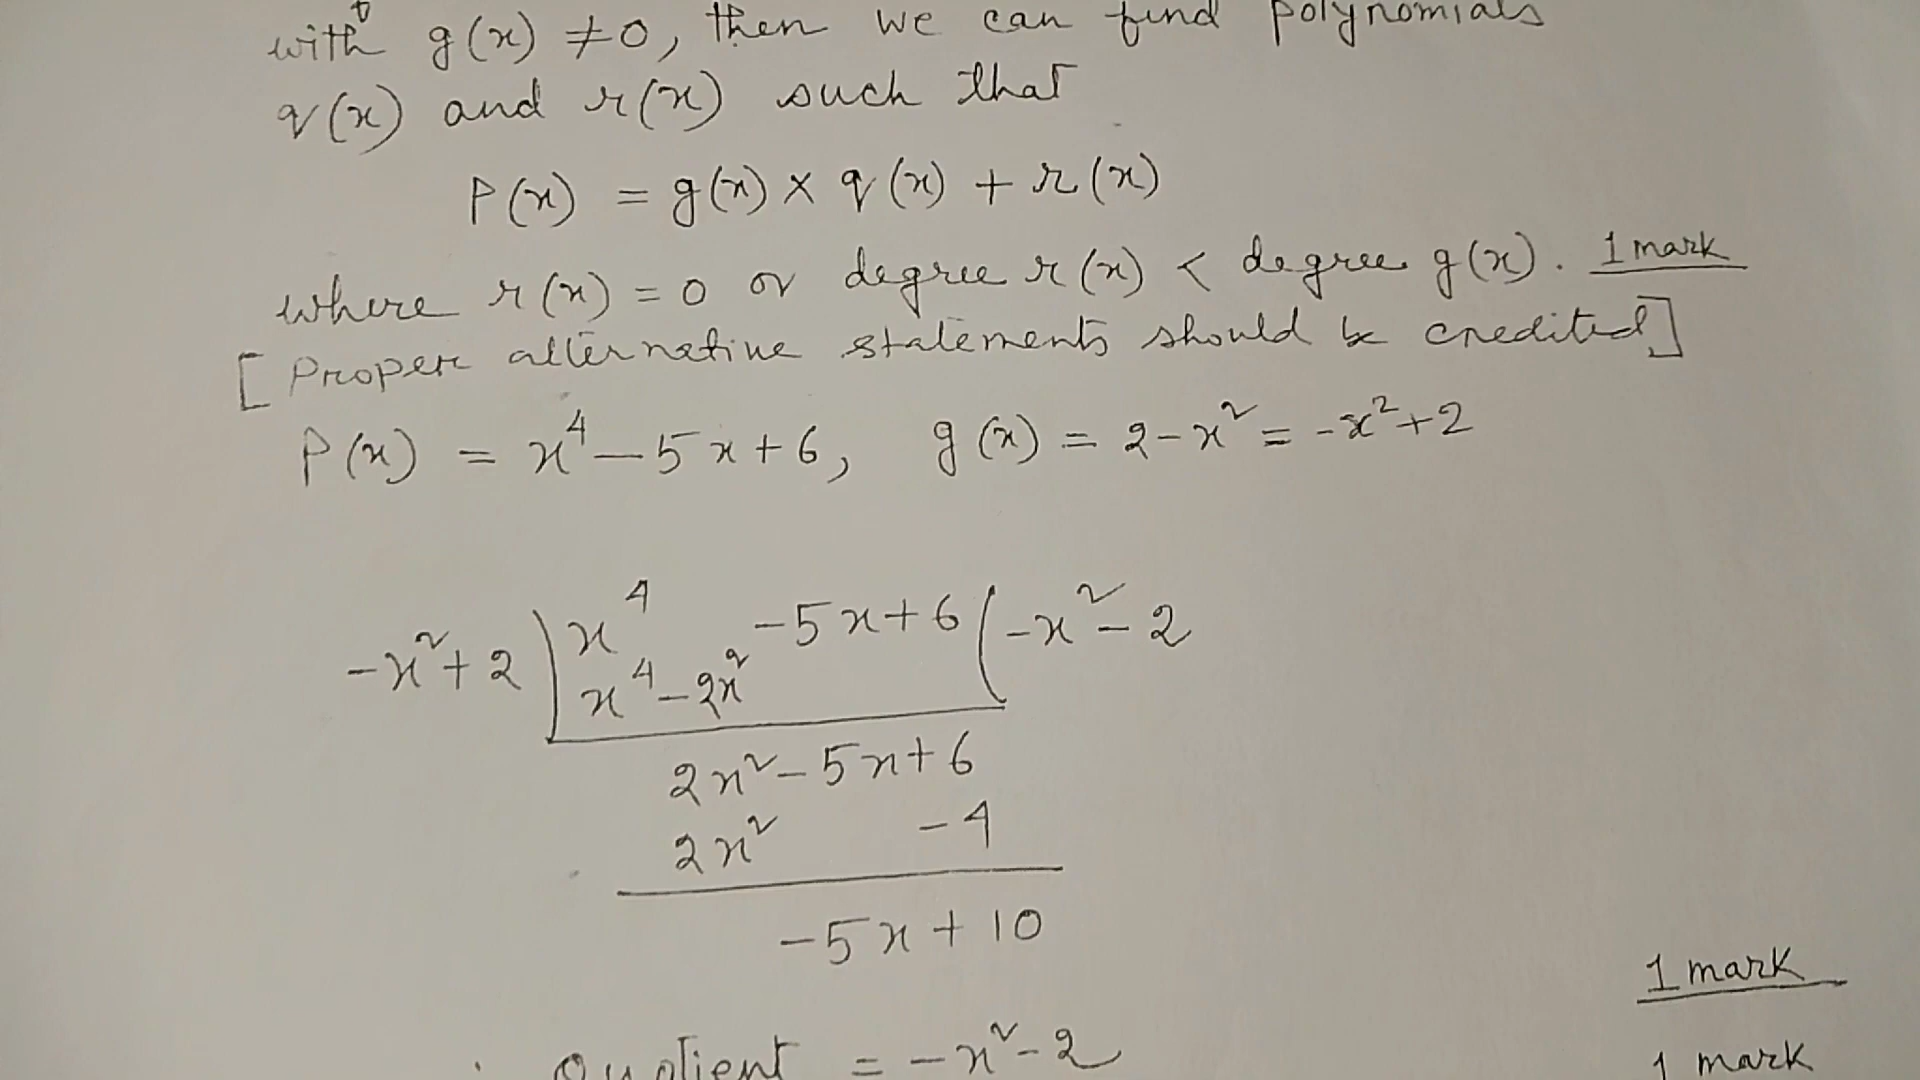 with g(x) ≠ 0, then we can find polynomials
q(x) and r(x) such that
P(x) = g(x) × q(x) + r(x)
where r(x) = 0 or degree r(x) < degree g(x). 1 mark
[Proper alternative statements should be credited]
P(x) = x⁴ – 5x + 6, g(x) = 2 – x² = -x² + 2
-x² + 2 ) x⁴ – 5x + 6 ( -x² – 2
x⁴ – 2x²
2x² – 5x + 6
2x² – 4
-5x + 10
1 mark
Quotient = -x² – 2
1 mark